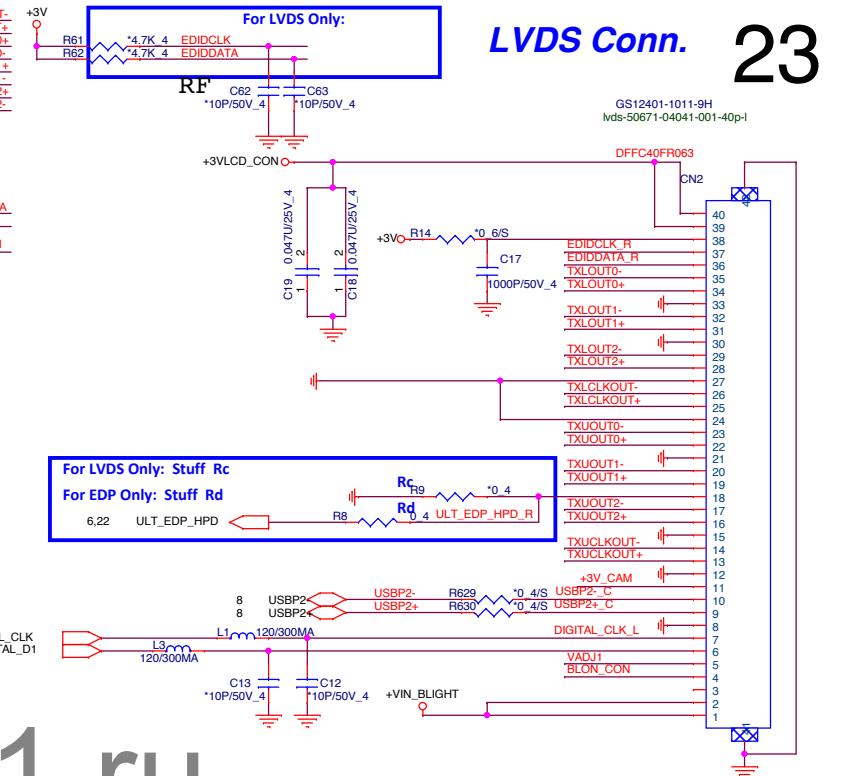 +3V
For LVDS Only:
R61 *4.7K_4 EDIDCLK
R62 *4.7K_4 EDIDDATA
RF
C62 C63
*10P/50V_4 *10P/50V_4
LVDS Conn.
23
GS12401-1011-9H
lvds-50671-04041-001-40p-l
DFFC40FR063
CN2
+3VLCD_CON
C19 0.047U/25V_4
1 2
C18 0.047U/25V_4
1 2
+3V R14 *0_6/S
C17
1000P/50V_4
40
39
38
EDIDCLK_R 37
EDIDDATA_R 36
TXLOUT0- 35
TXLOUT0+ 34
33
TXLOUT1- 32
TXLOUT1+ 31
30
TXLOUT2- 29
TXLOUT2+ 28
27
TXLCLKOUT- 26
TXLCLKOUT+ 25
24
TXUOUT0- 23
TXUOUT0+ 22
21
TXUOUT1- 20
TXUOUT1+ 19
18
TXUOUT2- 17
TXUOUT2+ 16
15
TXUCLKOUT- 14
TXUCLKOUT+ 13
12
+3V_CAM 11
10
9
8
DIGITAL_CLK_L 7
6
VADJ1 5
BLON_CON 4
3
2
1
For LVDS Only: Stuff Rc
For EDP Only: Stuff Rd
Rc
R9 *0_4
Rd
6,22 ULT_EDP_HPD R8 0_4 ULT_EDP_HPD_R
8 USBP2- USBP2- R629 *0_4/S USBP2-_C
8 USBP2+ USBP2+ R630 *0_4/S USBP2+_C
L_CLK L1 120/300MA
TAL_D1 L3
120/300MA
C13 C12
*10P/50V_4 *10P/50V_4
+VIN_BLIGHT
1.ru